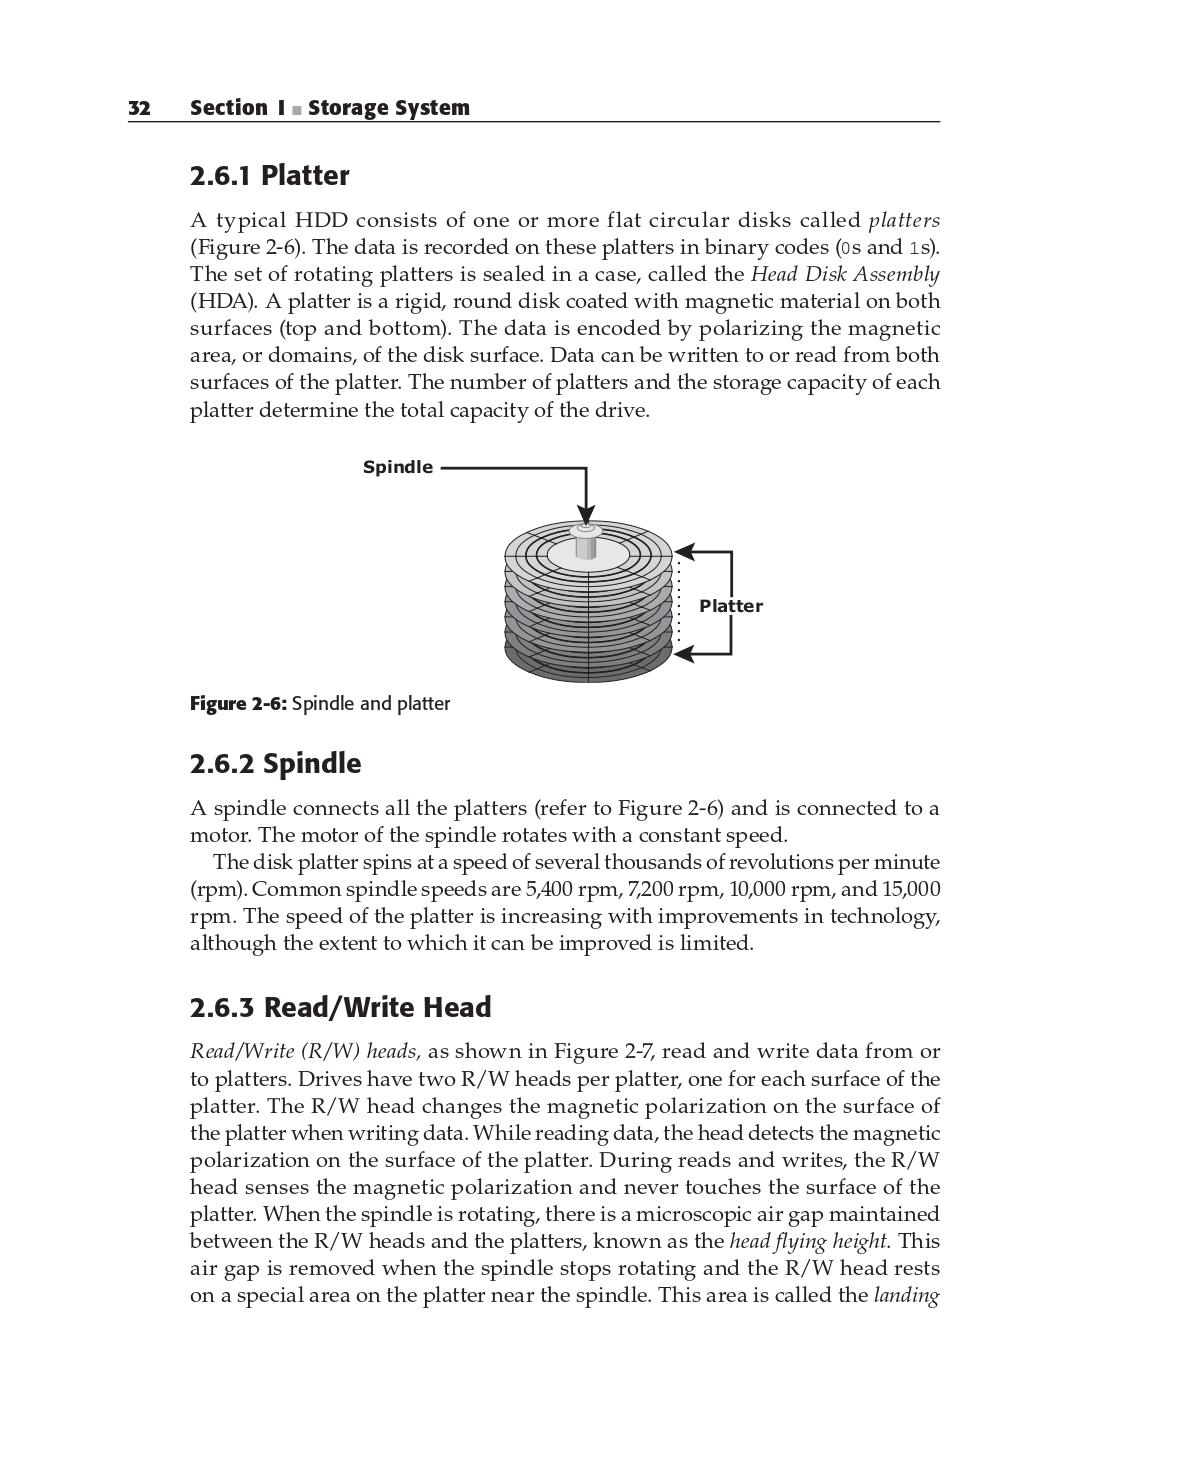 32 Section I ■ Storage System
2.6.1 Platter
A typical HDD consists of one or more flat circular disks called platters
(Figure 2-6). The data is recorded on these platters in binary codes (0s and 1s).
The set of rotating platters is sealed in a case, called the Head Disk Assembly
(HDA). A platter is a rigid, round disk coated with magnetic material on both
surfaces (top and bottom). The data is encoded by polarizing the magnetic
area, or domains, of the disk surface. Data can be written to or read from both
surfaces of the platter. The number of platters and the storage capacity of each
platter determine the total capacity of the drive.
Spindle
Platter
Figure 2-6: Spindle and platter
2.6.2 Spindle
A spindle connects all the platters (refer to Figure 2-6) and is connected to a
motor. The motor of the spindle rotates with a constant speed.
The disk platter spins at a speed of several thousands of revolutions per minute
(rpm). Common spindle speeds are 5,400 rpm, 7,200 rpm, 10,000 rpm, and 15,000
rpm. The speed of the platter is increasing with improvements in technology,
although the extent to which it can be improved is limited.
2.6.3 Read/Write Head
Read/Write (R/W) heads, as shown in Figure 2-7, read and write data from or
to platters. Drives have two R/W heads per platter, one for each surface of the
platter. The R/W head changes the magnetic polarization on the surface of
the platter when writing data. While reading data, the head detects the magnetic
polarization on the surface of the platter. During reads and writes, the R/W
head senses the magnetic polarization and never touches the surface of the
platter. When the spindle is rotating, there is a microscopic air gap maintained
between the R/W heads and the platters, known as the head flying height. This
air gap is removed when the spindle stops rotating and the R/W head rests
on a special area on the platter near the spindle. This area is called the landing